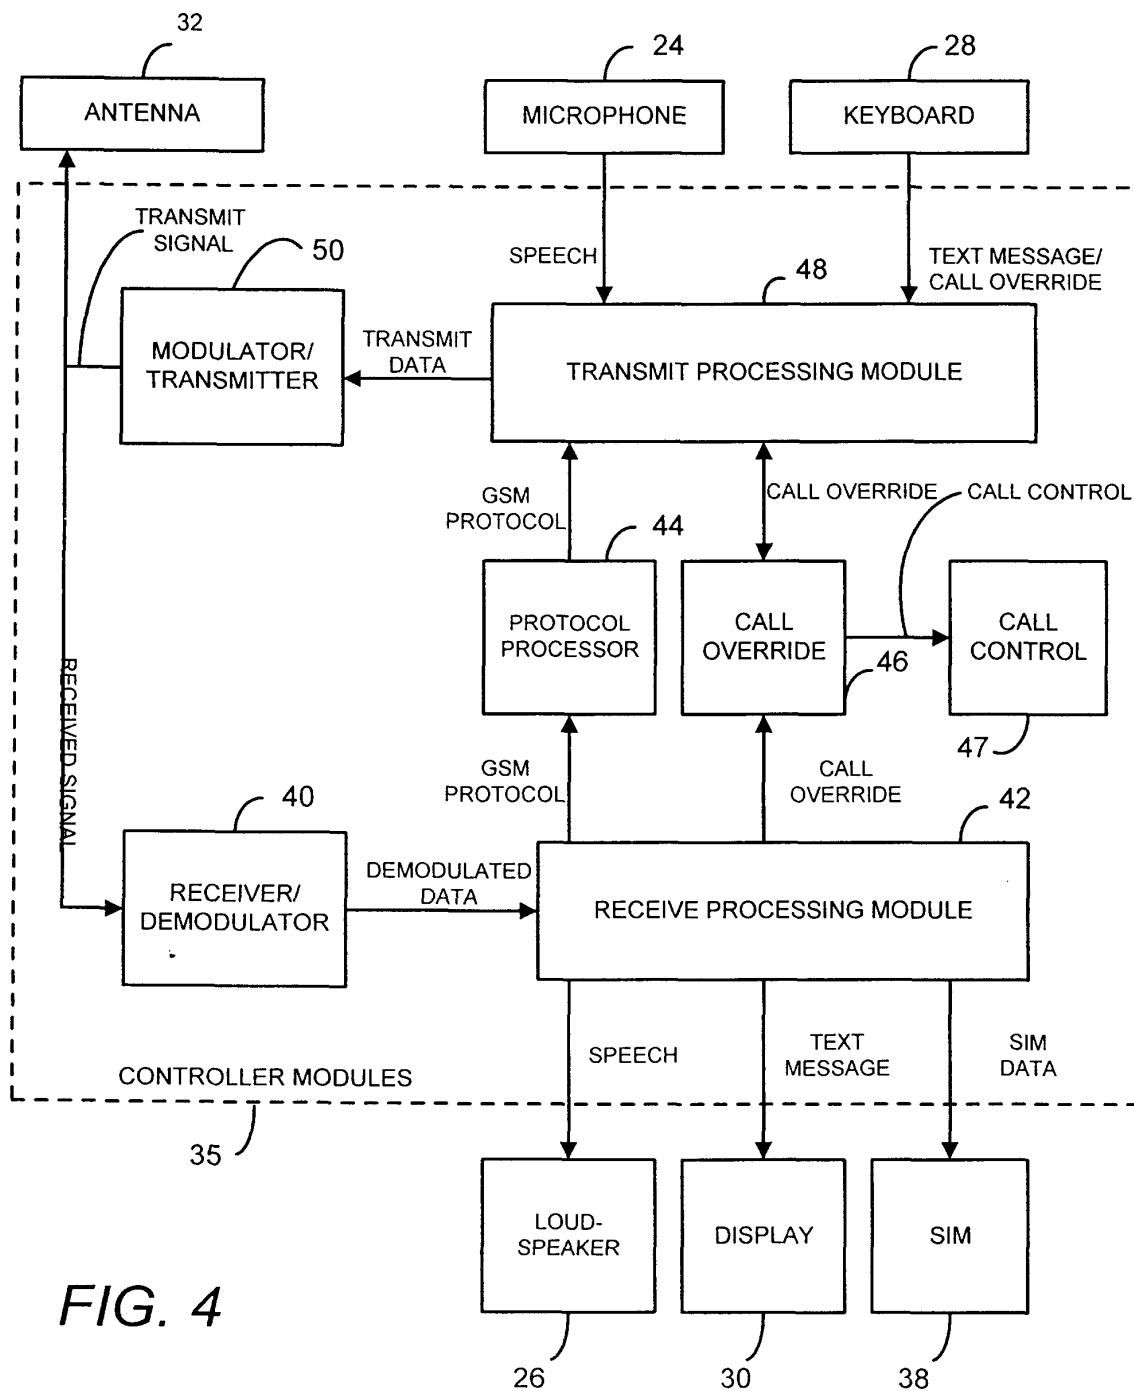 32
24
28
ANTENNA
MICROPHONE
KEYBOARD
TRANSMIT
SIGNAL
50
SPEECH
48
TEXT MESSAGE/
CALL OVERRIDE
MODULATOR/
TRANSMITTER
TRANSMIT
DATA
TRANSMIT PROCESSING MODULE
GSM
PROTOCOL
CALL OVERRIDE
CALL CONTROL
44
PROTOCOL
PROCESSOR
CALL
OVERRIDE
CALL
CONTROL
46
47
RECEIVED SIGNAL
GSM
PROTOCOL
CALL
OVERRIDE
40
42
RECEIVER/
DEMODULATOR
DEMODULATED
DATA
RECEIVE PROCESSING MODULE
SPEECH
TEXT
MESSAGE
SIM
DATA
CONTROLLER MODULES
35
LOUD-
SPEAKER
DISPLAY
SIM
FIG. 4
26
30
38